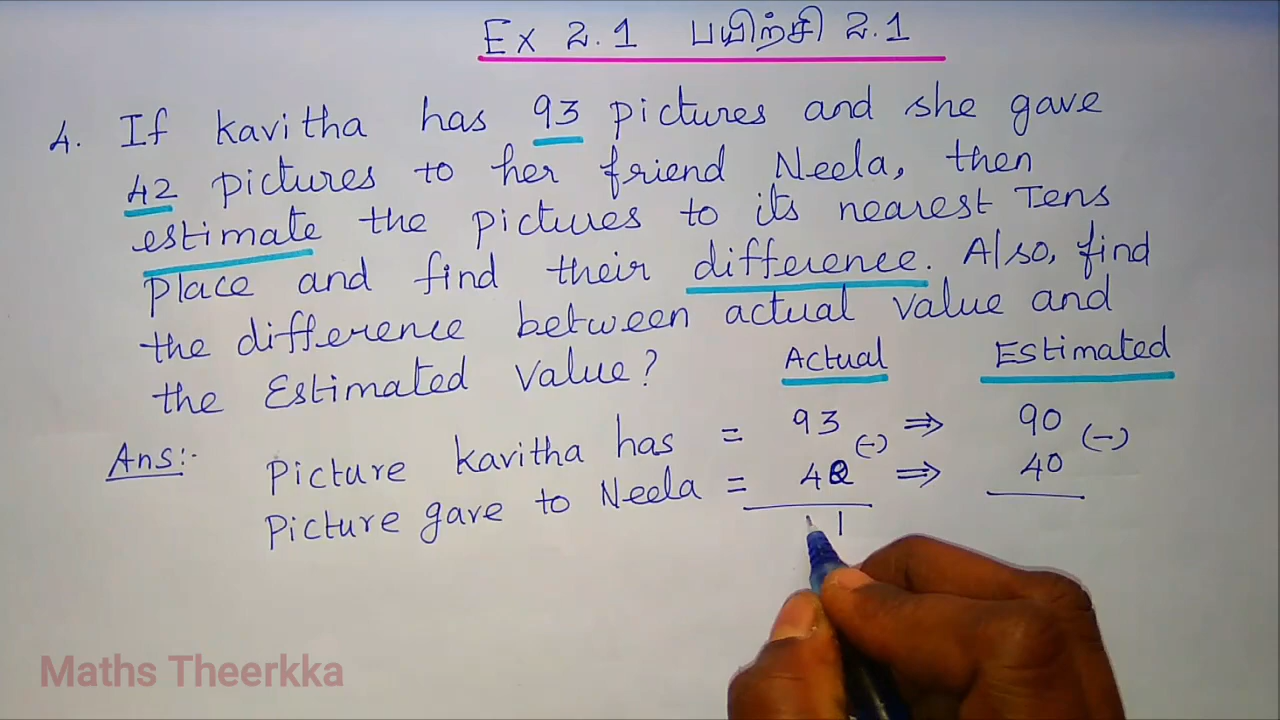 Ex 2.1 பயிற்சி 2.1
4. If Kavitha has 93 pictures and she gave
42 pictures to her friend Neela, then
estimate the pictures to its nearest Tens
Place and find their difference. Also, find
the difference between actual value and
the Estimated Value?
Actual Estimated
Ans:- Picture Kavitha has = 93 (-) ⇒ 90 (-)
Picture gave to Neela = 42 ⇒ 40
1
Maths Theerkka